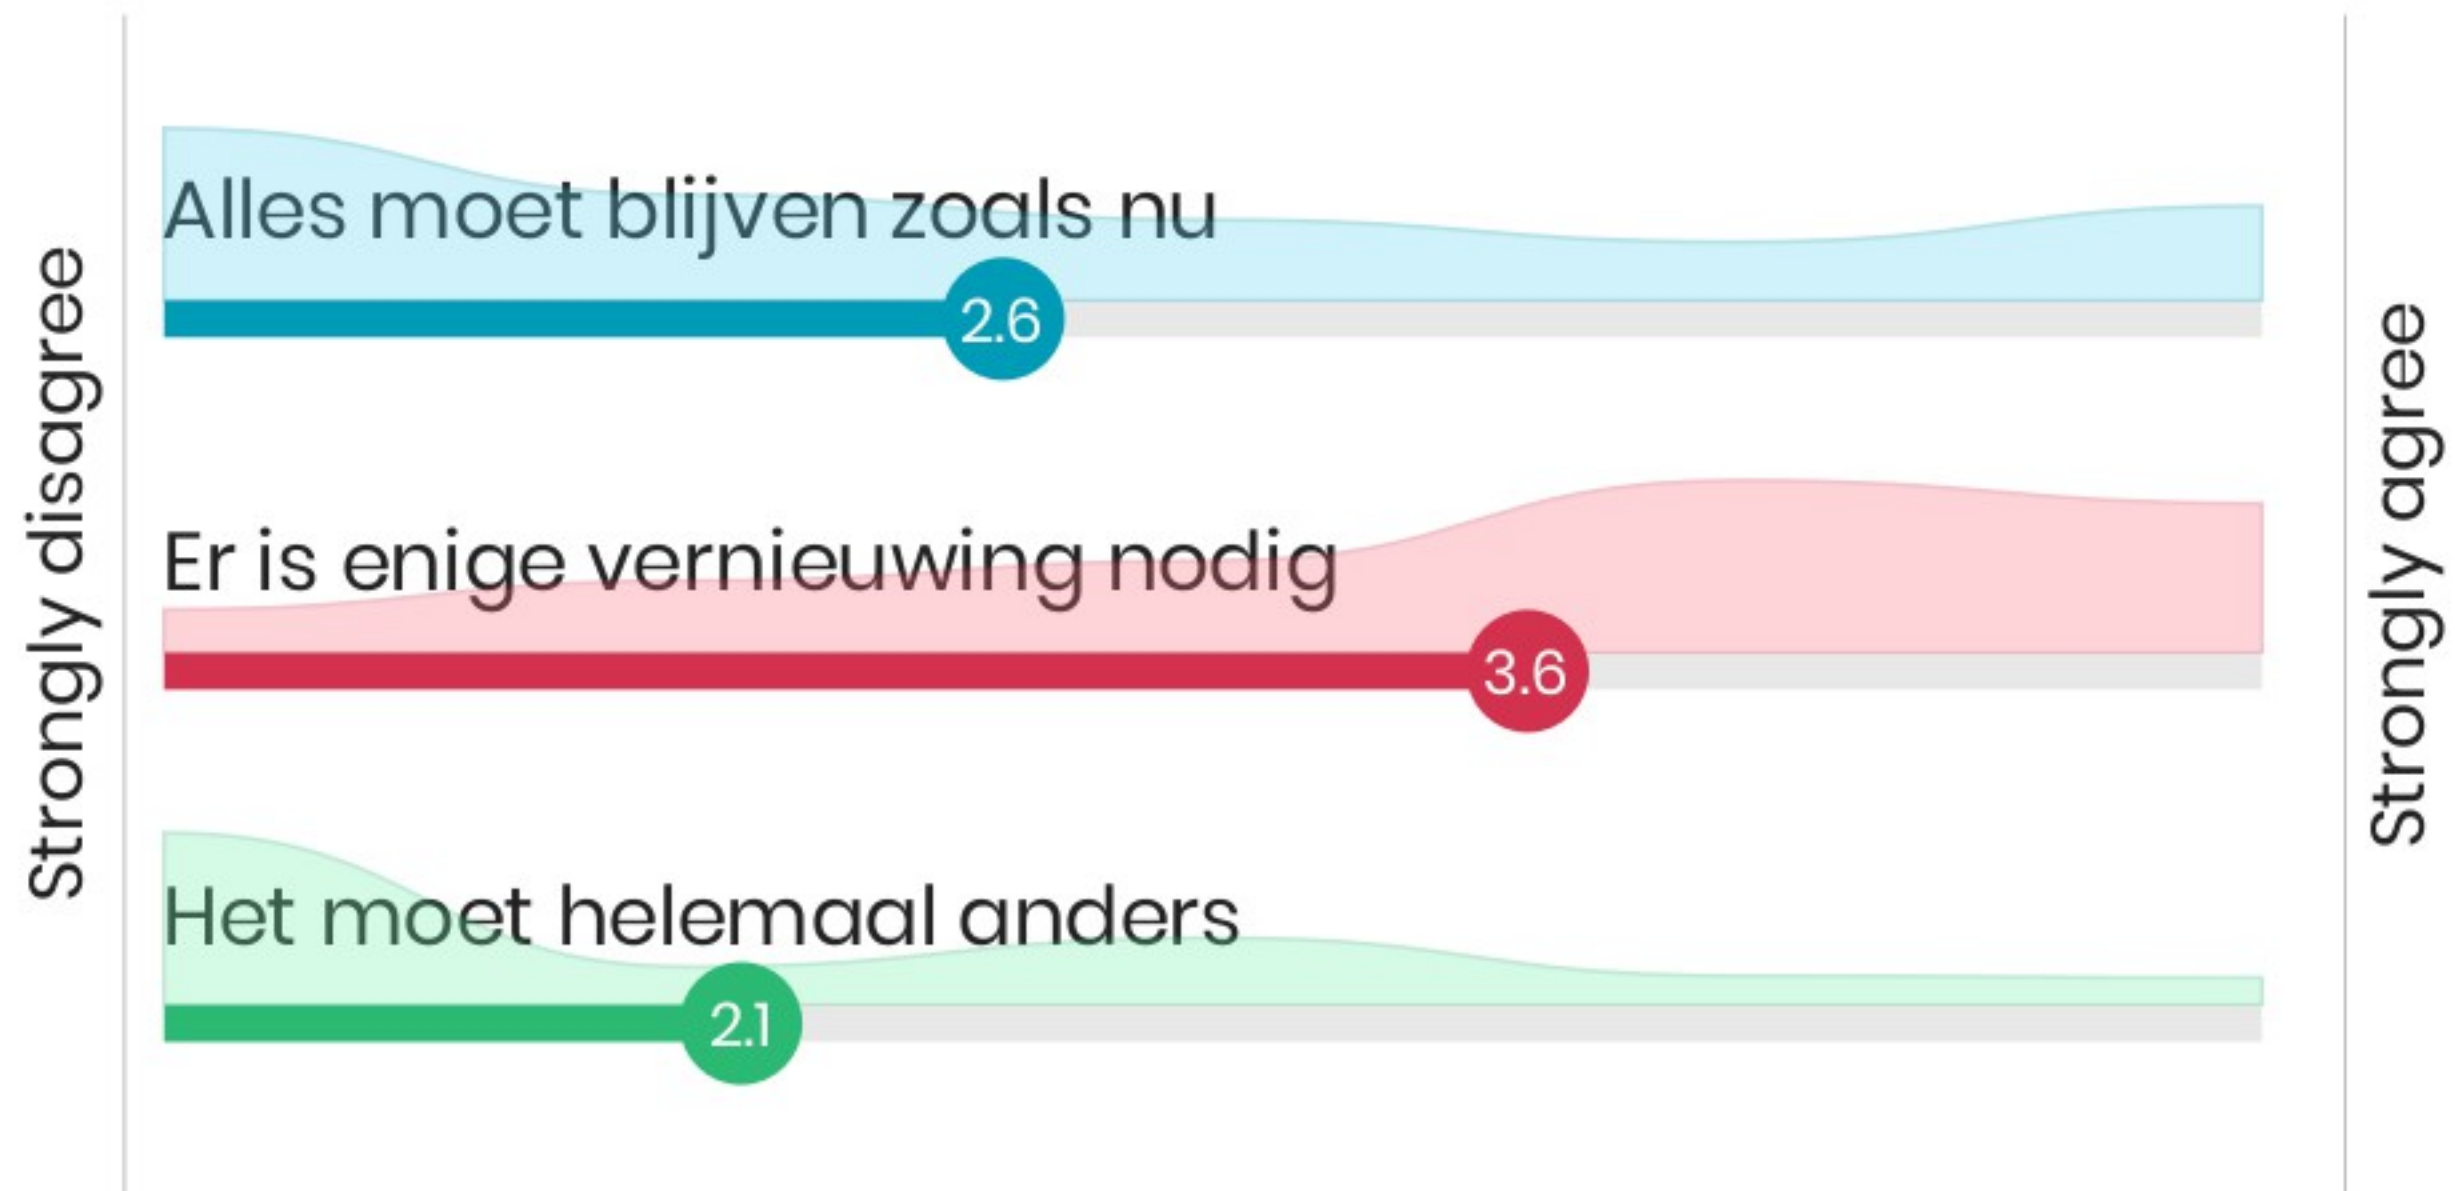 Strongly disagree
Alles moet blijven zoals nu
2.6
Er is enige vernieuwing nodig
3.6
Het moet helemaal anders
2.1
Strongly agree